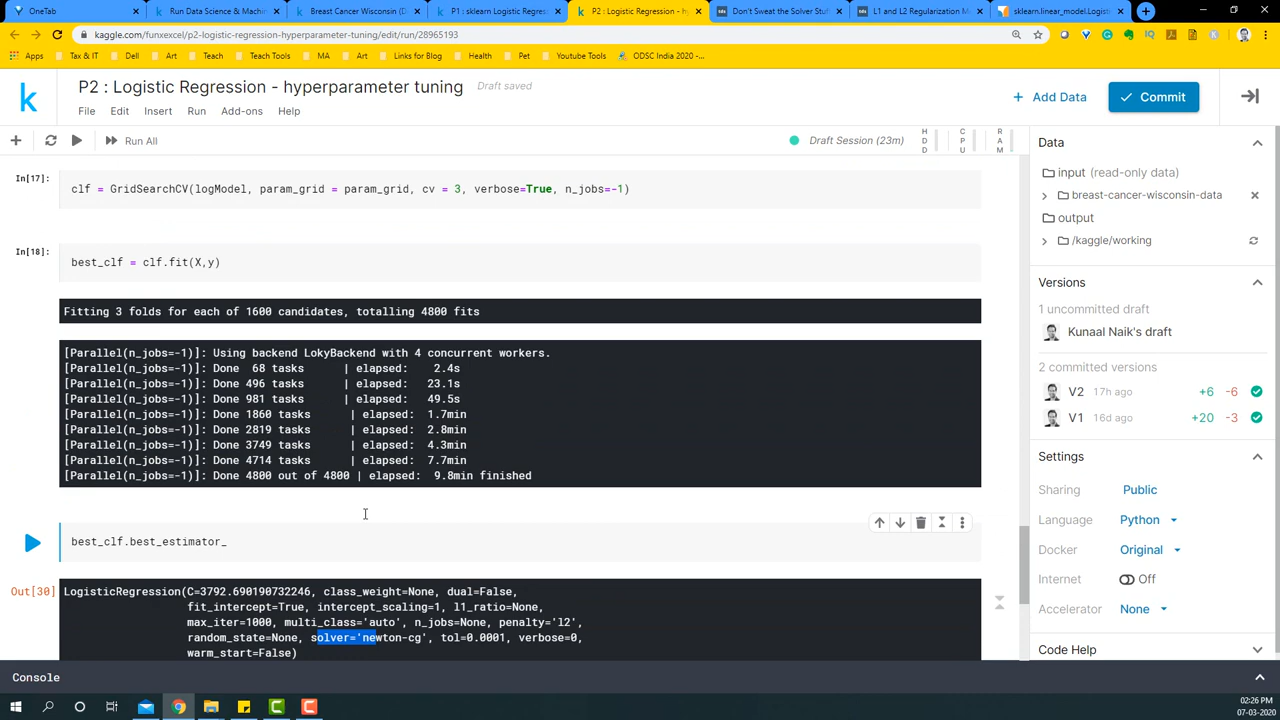 OneTab
Run Data Science & Machin
Breast Cancer Wisconsin (D
P1 : sklearn Logistic Regress
P2 : Logistic Regression - hy
Don't Sweat the Solver Stuff
L1 and L2 Regularization M
sklearn.linear_model.Logisti
kaggle.com/funxexcel/p2-logistic-regression-hyperparameter-tuning/edit/run/28965193
Apps Tax & IT Dell Art Teach Teach Tools MA Art Links for Blog Health Pet Youtube Tools ODSC India 2020 -...
P2 : Logistic Regression - hyperparameter tuning Draft saved
File Edit Insert Run Add-ons Help
Add Data
Commit
Run All
Draft Session (23m)
HDD
CPU
RAM
In[17]:
clf = GridSearchCV(logModel, param_grid = param_grid, cv = 3, verbose=True, n_jobs=-1)
In[18]:
best_clf = clf.fit(X,y)
Fitting 3 folds for each of 1600 candidates, totalling 4800 fits
[Parallel(n_jobs=-1)]: Using backend LokyBackend with 4 concurrent workers.
[Parallel(n_jobs=-1)]: Done 68 tasks | elapsed: 2.4s
[Parallel(n_jobs=-1)]: Done 496 tasks | elapsed: 23.1s
[Parallel(n_jobs=-1)]: Done 981 tasks | elapsed: 49.5s
[Parallel(n_jobs=-1)]: Done 1860 tasks | elapsed: 1.7min
[Parallel(n_jobs=-1)]: Done 2819 tasks | elapsed: 2.8min
[Parallel(n_jobs=-1)]: Done 3749 tasks | elapsed: 4.3min
[Parallel(n_jobs=-1)]: Done 4714 tasks | elapsed: 7.7min
[Parallel(n_jobs=-1)]: Done 4800 out of 4800 | elapsed: 9.8min finished
best_clf.best_estimator_
Out[30]
LogisticRegression(C=3792.690190732246, class_weight=None, dual=False,
fit_intercept=True, intercept_scaling=1, l1_ratio=None,
max_iter=1000, multi_class='auto', n_jobs=None, penalty='l2',
random_state=None, solver='newton-cg', tol=0.0001, verbose=0,
warm_start=False)
Data
input (read-only data)
breast-cancer-wisconsin-data
output
/kaggle/working
Versions
1 uncommitted draft
Kunaal Naik's draft
2 committed versions
V2 17h ago +6 -6
V1 16d ago +20 -3
Settings
Sharing Public
Language Python
Docker Original
Internet Off
Accelerator None
Code Help
Console
02:26 PM
07-03-2020